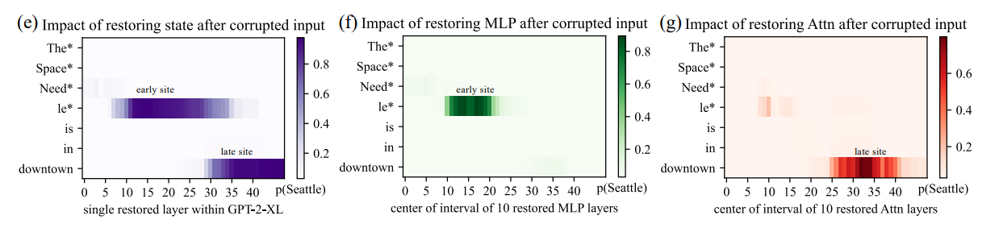 (e) Impact of restoring state after corrupted input
The*
Space*
Need*
le*
is
in
downtown
early site
late site
0 5 10 15 20 25 30 35 40 p(Seattle)
single restored layer within GPT-2-XL
0.8
0.6
0.4
0.2
(f) Impact of restoring MLP after corrupted input
The*
Space*
Need*
le*
is
in
downtown
early site
0 5 10 15 20 25 30 35 40 p(Seattle)
center of interval of 10 restored MLP layers
0.8
0.6
0.4
0.2
(g) Impact of restoring Attn after corrupted input
The*
Space*
Need*
le*
is
in
downtown
late site
0 5 10 15 20 25 30 35 40 p(Seattle)
center of interval of 10 restored Attn layers
0.6
0.4
0.2